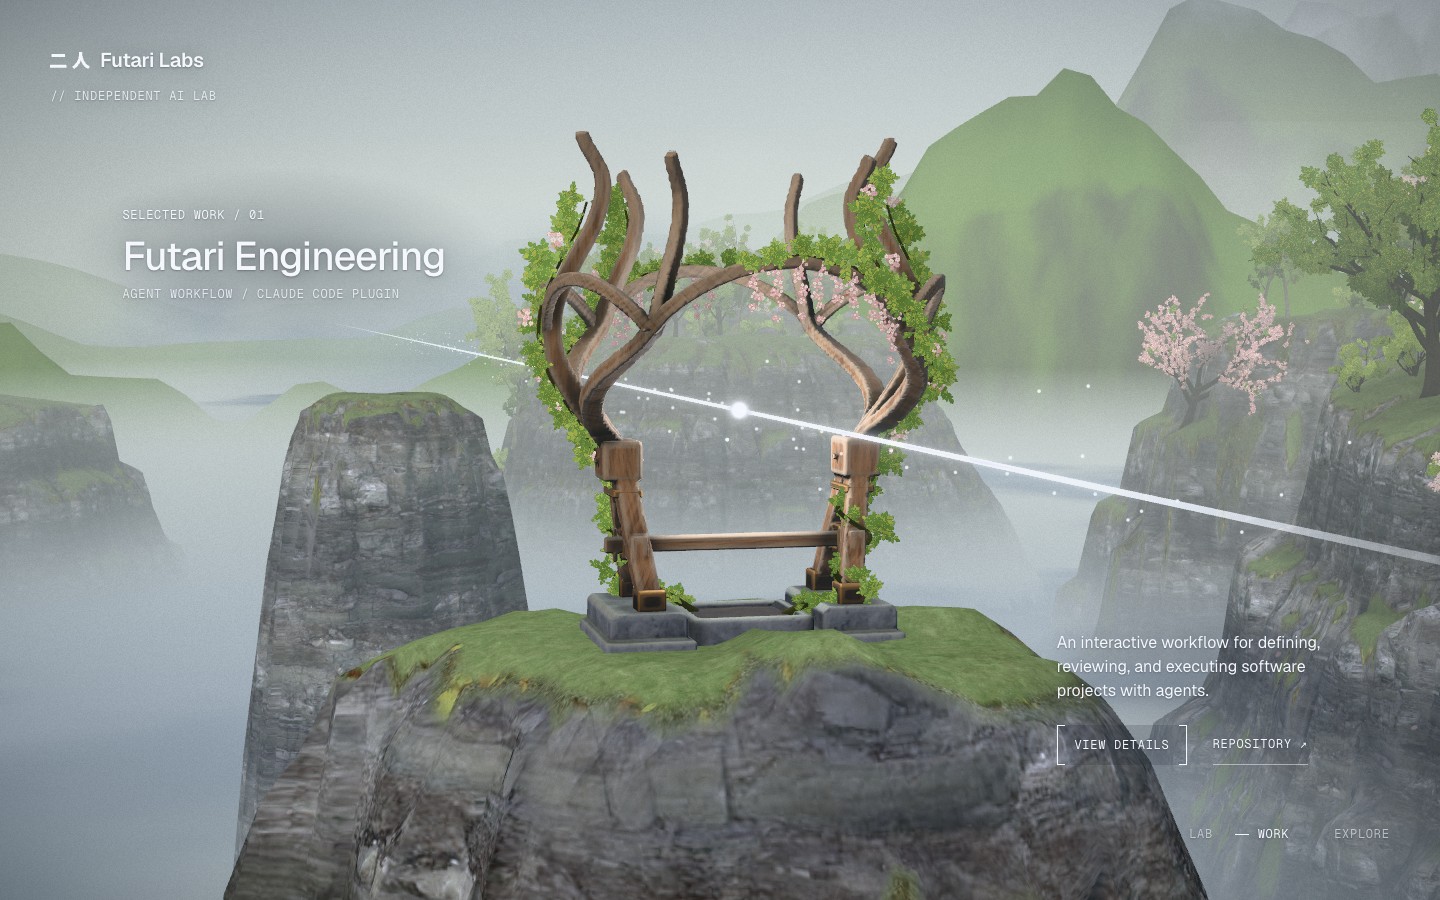 二人 Futari Labs
// INDEPENDENT AI LAB
SELECTED WORK / 01
Futari Engineering
AGENT WORKFLOW / CLAUDE CODE PLUGIN
An interactive workflow for defining,
reviewing, and executing software
projects with agents.
VIEW DETAILS REPOSITORY ↗
LAB — WORK EXPLORE